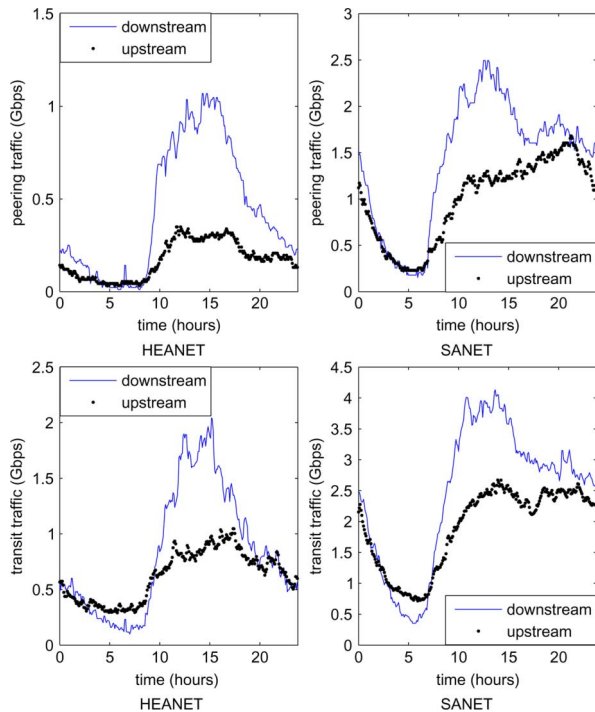 1.5
downstream
upstream
1
0.5
0
peering traffic (Gbps)
0 5 10 15 20
time (hours)
HEANET
3
2.5
2
1.5
1
0.5
0
peering traffic (Gbps)
downstream
upstream
0 5 10 15 20
time (hours)
SANET
2.5
downstream
upstream
2
1.5
1
0.5
0
transit traffic (Gbps)
0 5 10 15 20
time (hours)
HEANET
4.5
4
3.5
3
2.5
2
1.5
1
0.5
0
transit traffic (Gbps)
downstream
upstream
0 5 10 15 20
time (hours)
SANET